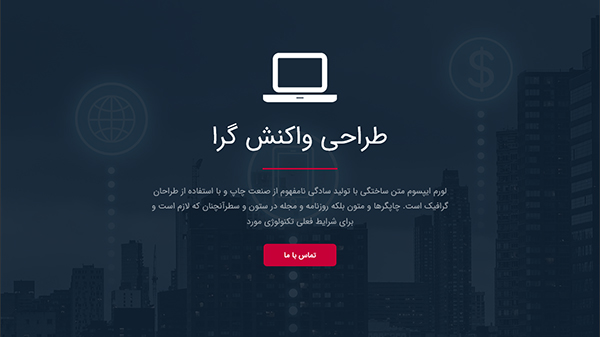 طراحی واکنش گرا
لورم ایپسوم متن ساختگی با تولید سادگی نامفهوم از صنعت چاپ و با استفاده از طراحان
گرافیک است. چاپگرها و متون بلکه روزنامه و مجله در ستون و سطرآنچنان که لازم است و
برای شرایط فعلی تکنولوژی مورد
تماس با ما